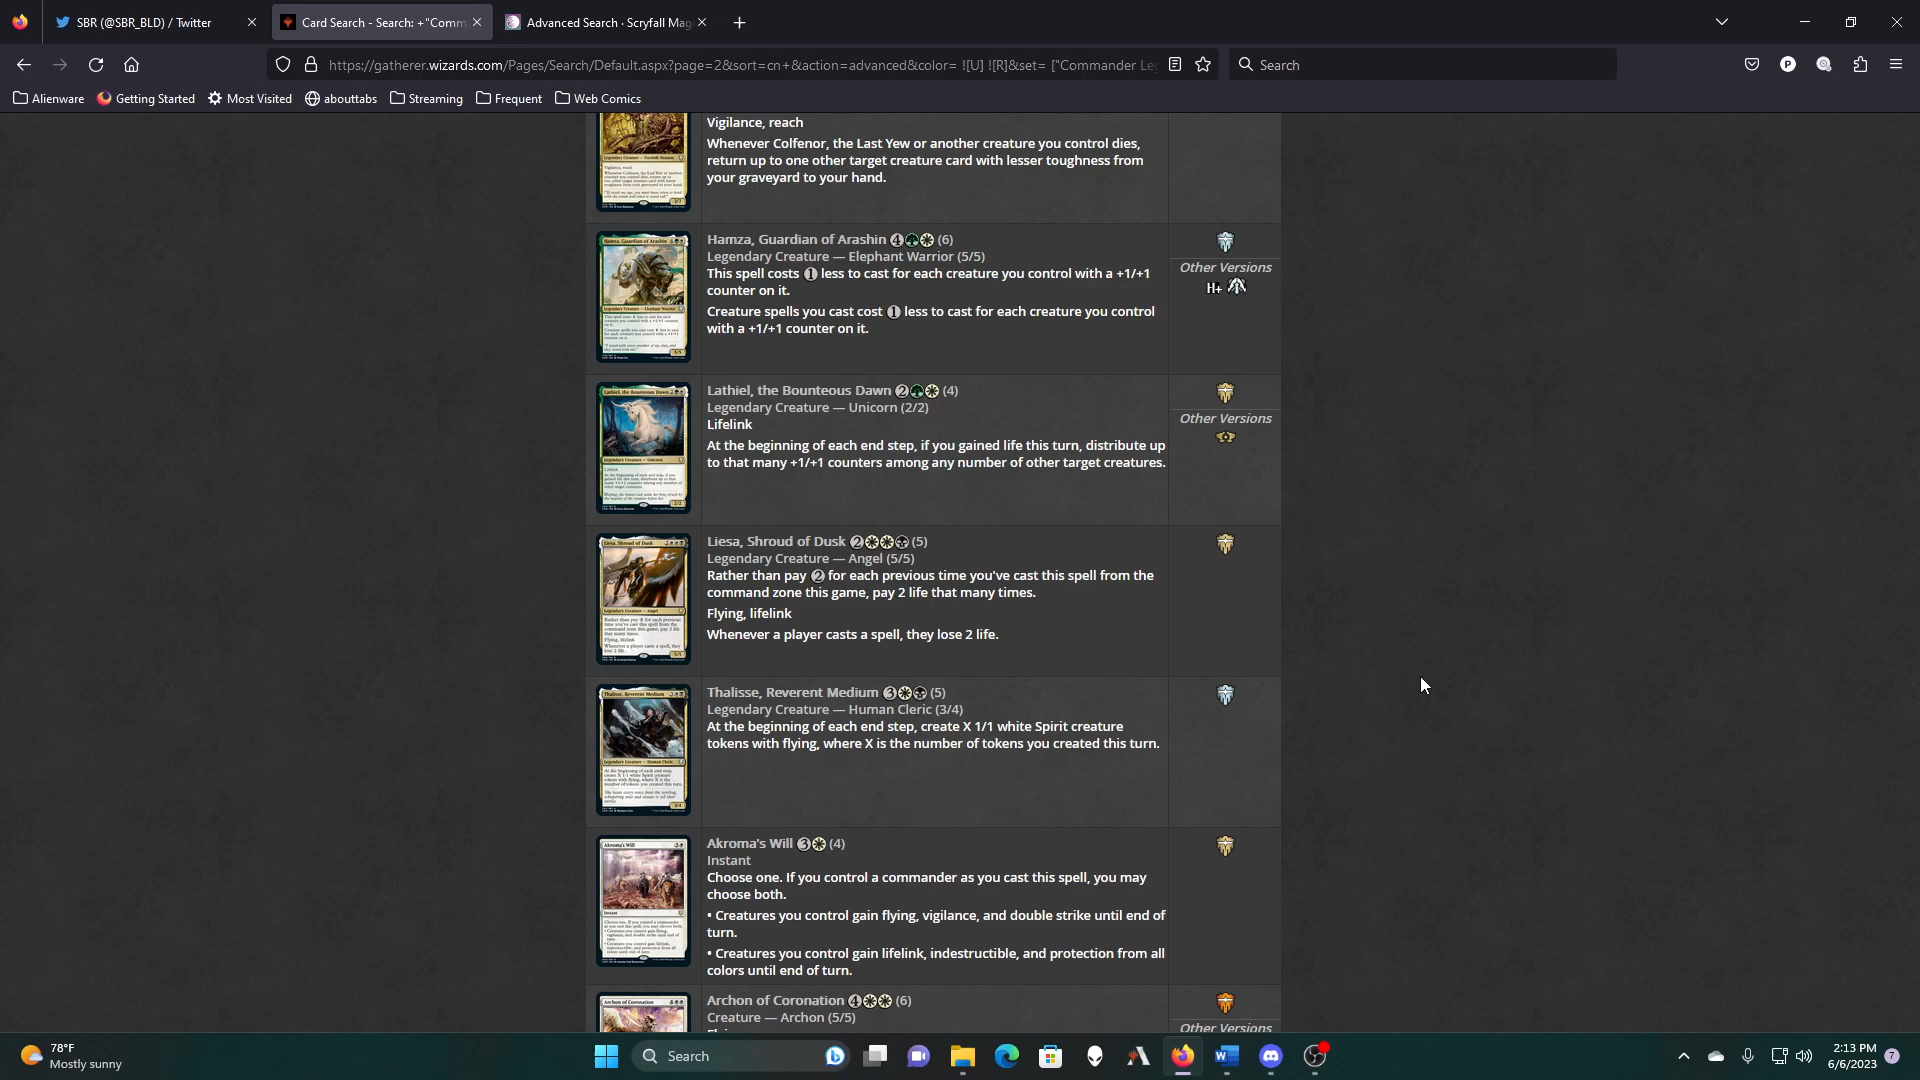 SBR (@SBR_BLD) / Twitter
Card Search - Search: +"Comm
Advanced Search · Scryfall Mag
https://gatherer.wizards.com/Pages/Search/Default.aspx?page=2&sort=cn+&action=advanced&color= ![U] ![R]&set= ["Commander Le
Search
Alienware
Getting Started
Most Visited
abouttabs
Streaming
Frequent
Web Comics
Vigilance, reach
Whenever Colfenor, the Last Yew or another creature you control dies,
return up to one other target creature card with lesser toughness from
your graveyard to your hand.
Hamza, Guardian of Arashin 4 (6)
Legendary Creature — Elephant Warrior (5/5)
This spell costs 1 less to cast for each creature you control with a +1/+1
counter on it.
Creature spells you cast cost 1 less to cast for each creature you control
with a +1/+1 counter on it.
Other Versions
H+
Lathiel, the Bounteous Dawn 2 (4)
Legendary Creature — Unicorn (2/2)
Lifelink
At the beginning of each end step, if you gained life this turn, distribute up
to that many +1/+1 counters among any number of other target creatures.
Other Versions
Liesa, Shroud of Dusk 2 (5)
Legendary Creature — Angel (5/5)
Rather than pay 2 for each previous time you've cast this spell from the
command zone this game, pay 2 life that many times.
Flying, lifelink
Whenever a player casts a spell, they lose 2 life.
Thalisse, Reverent Medium 3 (5)
Legendary Creature — Human Cleric (3/4)
At the beginning of each end step, create X 1/1 white Spirit creature
tokens with flying, where X is the number of tokens you created this turn.
Akroma's Will 3 (4)
Instant
Choose one. If you control a commander as you cast this spell, you may
choose both.
• Creatures you control gain flying, vigilance, and double strike until end of
turn.
• Creatures you control gain lifelink, indestructible, and protection from all
colors until end of turn.
Archon of Coronation 4 (6)
Creature — Archon (5/5)
Other Versions
78°F
Mostly sunny
Search
2:13 PM
6/6/2023
7